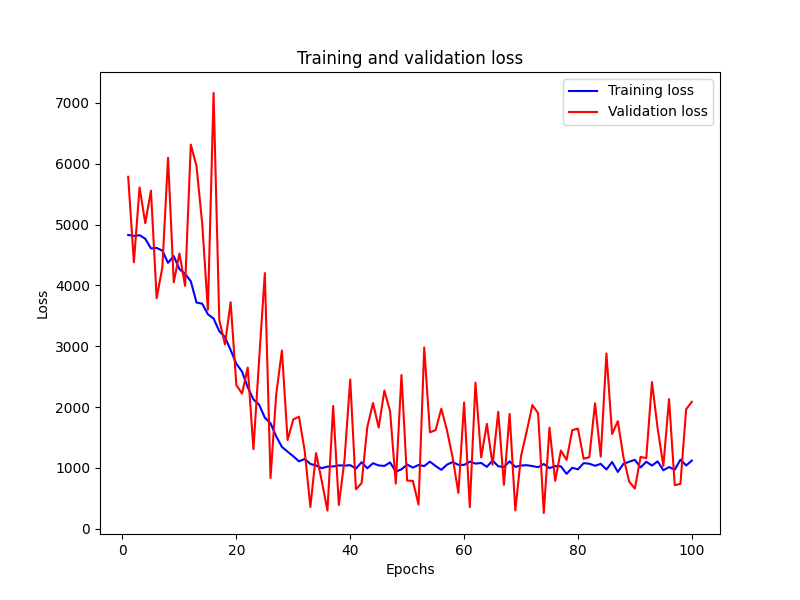 Training and validation loss
Training loss
Validation loss
7000
6000
5000
4000
3000
2000
1000
0
Loss
0 20 40 60 80 100
Epochs